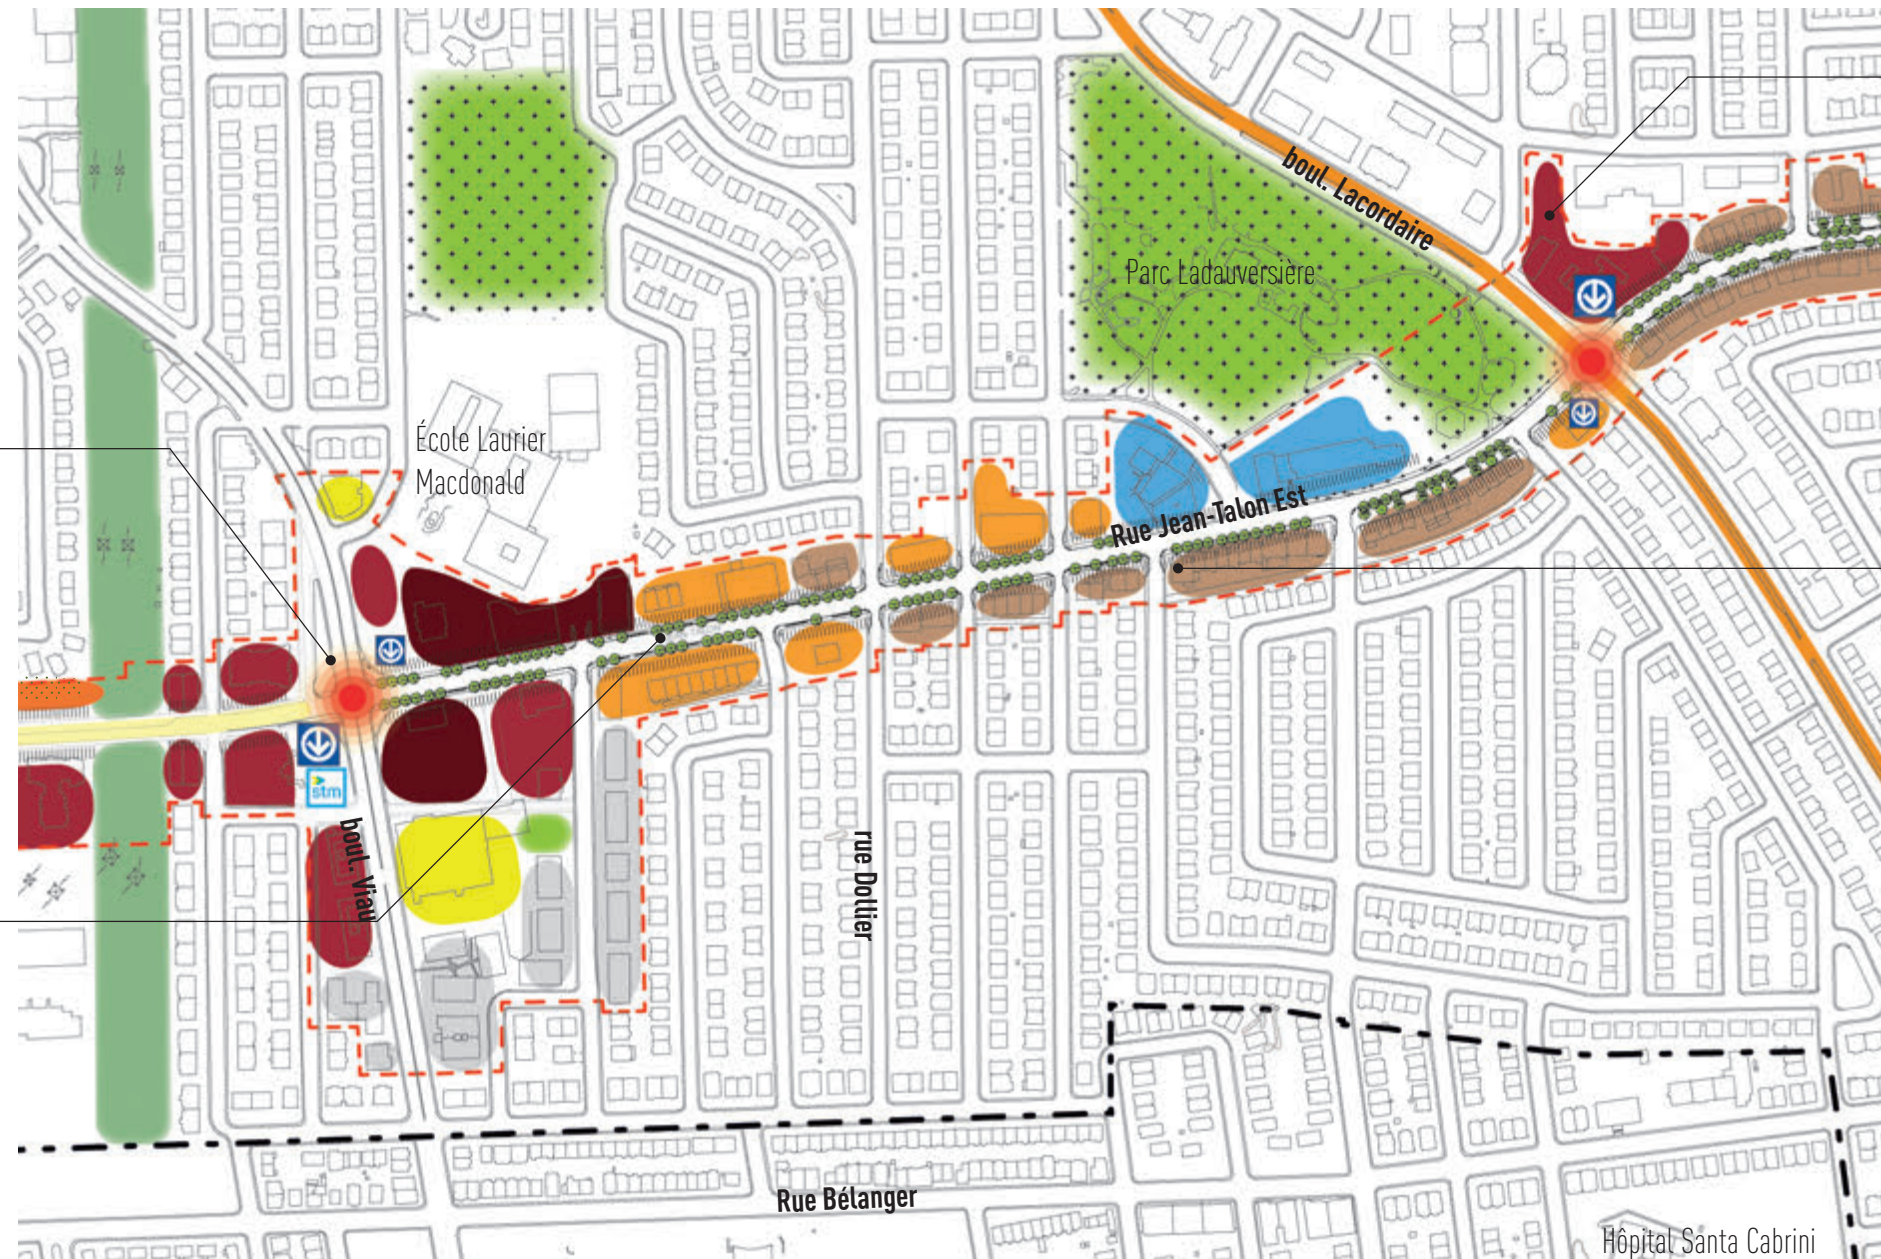 boul. Lacordaire
Parc Ladauversière
École Laurier
Macdonald
Rue Jean-Talon Est
stm
boul. Viau
rue Dollier
Rue Bélanger
Hôpital Santa Cabrini